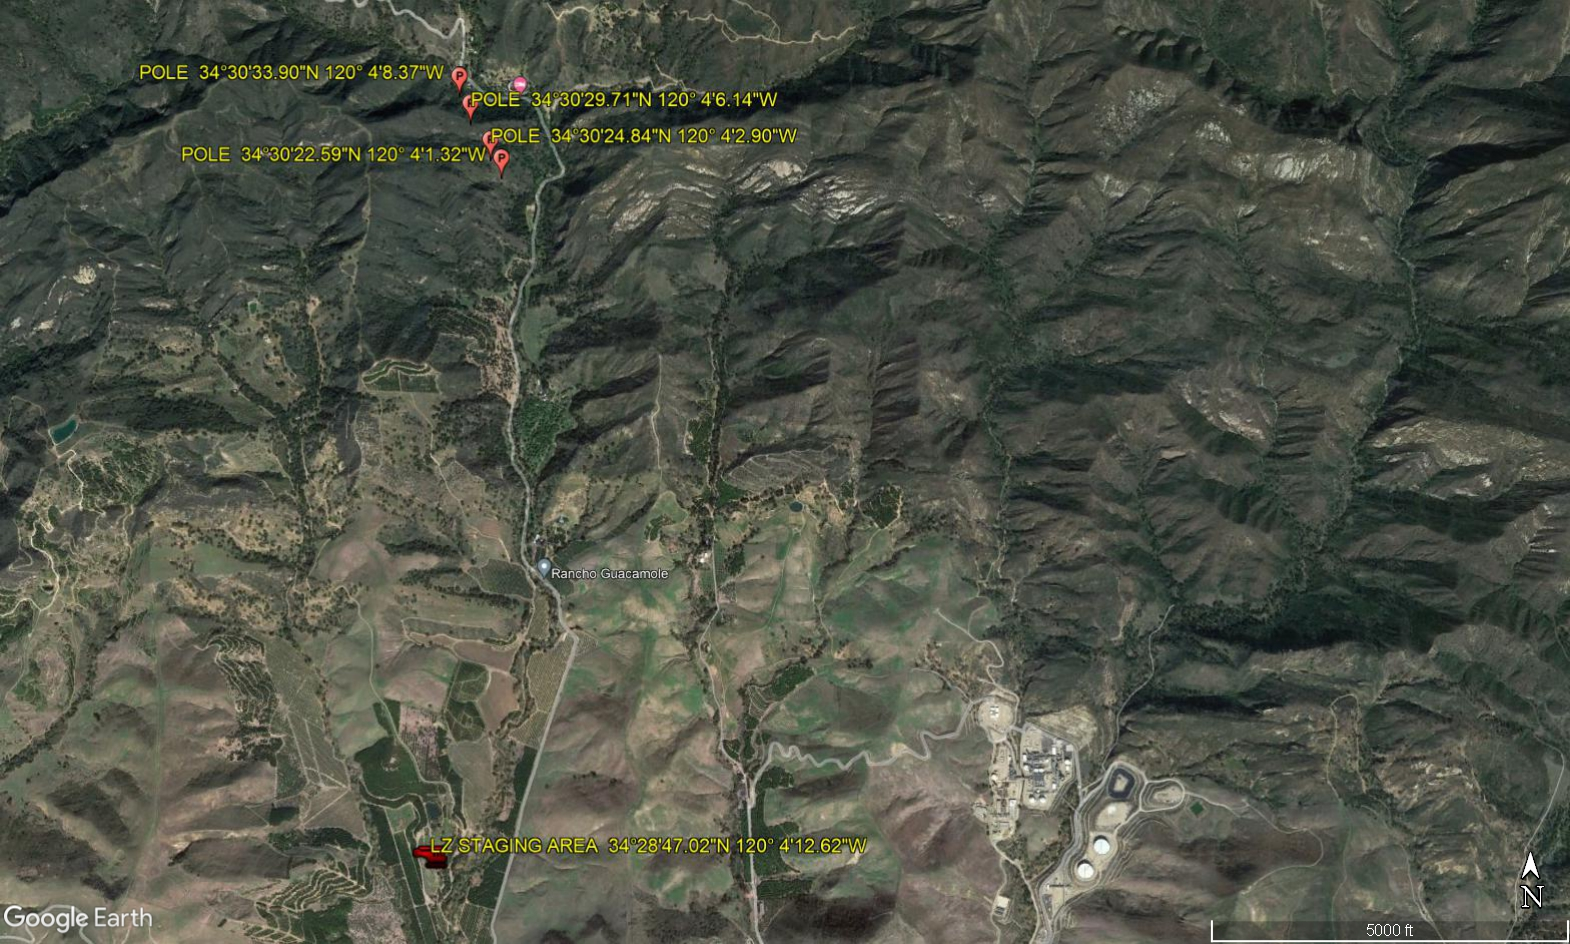 POLE  34°30'33.90"N 120° 4'8.37"W
POLE  34°30'29.71"N 120° 4'6.14"W
POLE  34°30'24.84"N 120° 4'2.90"W
POLE  34°30'22.59"N 120° 4'1.32"W
Rancho Guacamole
LZ STAGING AREA  34°28'47.02"N 120° 4'12.62"W
N
Google Earth
5000 ft